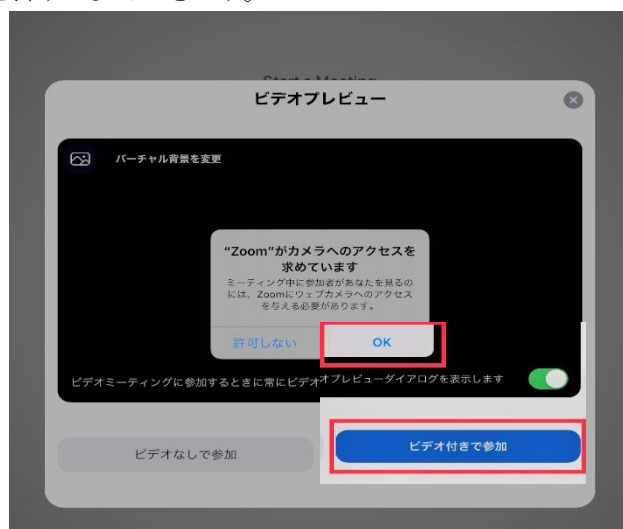 Start a Meeting
ビデオプレビュー
バーチャル背景を変更
“Zoom”がカメラへのアクセスを
求めています
ミーティング中に参加者があなたを見るの
には、Zoomにウェブカメラへのアクセス
を与える必要があります。
許可しない
OK
ビデオミーティングに参加するときに常にビデオオプレビューダイアログを表示します
ビデオなしで参加
ビデオ付きで参加